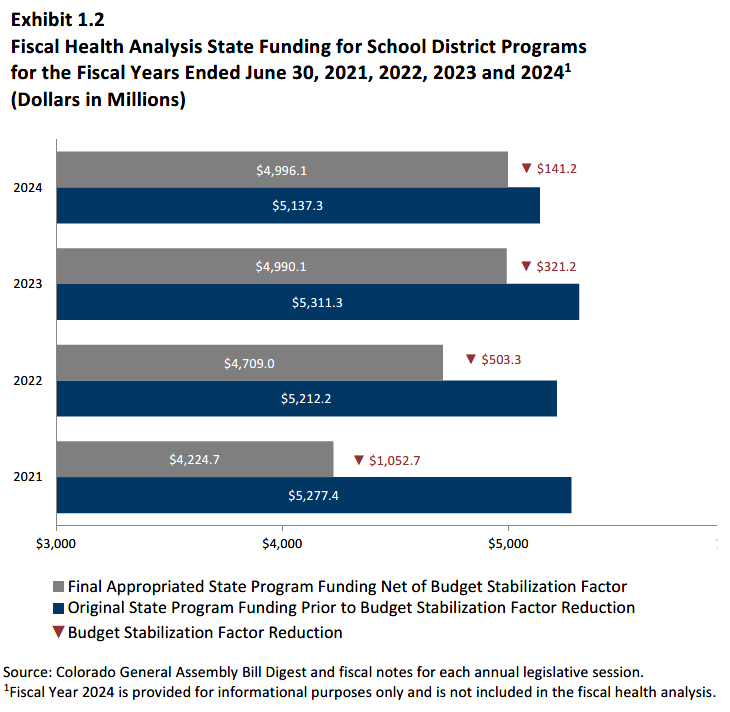 Exhibit 1.2
Fiscal Health Analysis State Funding for School District Programs
for the Fiscal Years Ended June 30, 2021, 2022, 2023 and 2024¹
(Dollars in Millions)
2024
$4,996.1
▼ $141.2
$5,137.3
2023
$4,990.1
▼ $321.2
$5,311.3
2022
$4,709.0
▼ $503.3
$5,212.2
2021
$4,224.7
▼ $1,052.7
$5,277.4
$3,000 $4,000 $5,000
Final Appropriated State Program Funding Net of Budget Stabilization Factor
Original State Program Funding Prior to Budget Stabilization Factor Reduction
▼ Budget Stabilization Factor Reduction
Source: Colorado General Assembly Bill Digest and fiscal notes for each annual legislative session.
¹Fiscal Year 2024 is provided for informational purposes only and is not included in the fiscal health analysis.